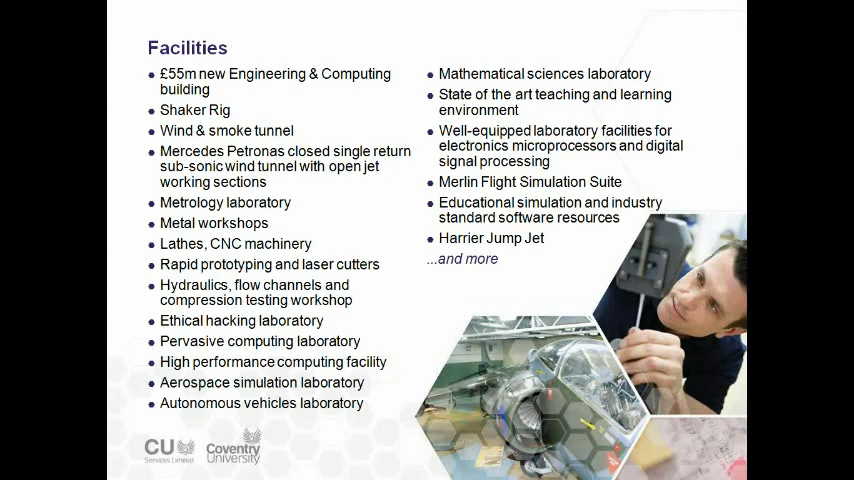 Facilities
£55m new Engineering & Computing
building
Shaker Rig
Wind & smoke tunnel
Mercedes Petronas closed single return
sub-sonic wind tunnel with open jet
working sections
Metrology laboratory
Metal workshops
Lathes, CNC machinery
Rapid prototyping and laser cutters
Hydraulics, flow channels and
compression testing workshop
Ethical hacking laboratory
Pervasive computing laboratory
High performance computing facility
Aerospace simulation laboratory
Autonomous vehicles laboratory
Mathematical sciences laboratory
State of the art teaching and learning
environment
Well-equipped laboratory facilities for
electronics microprocessors and digital
signal processing
Merlin Flight Simulation Suite
Educational simulation and industry
standard software resources
Harrier Jump Jet
...and more
CU
Services Limited
Coventry
University